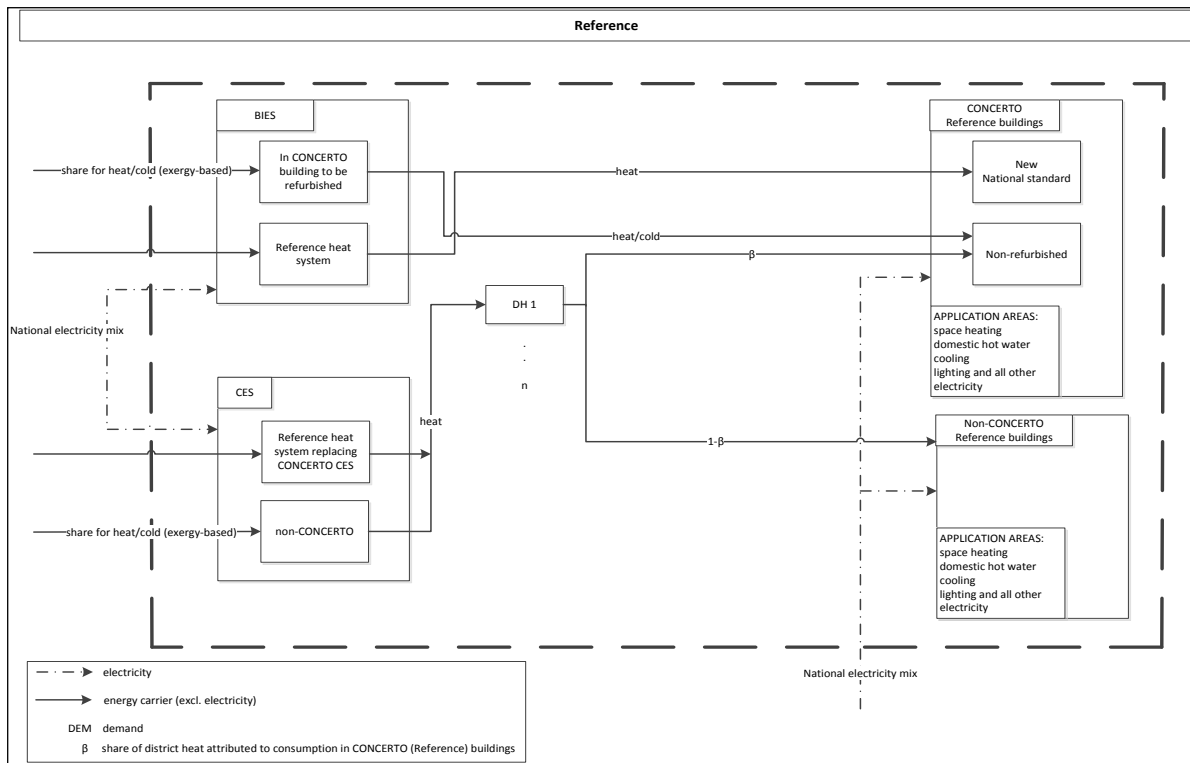 Reference
BIES
In CONCERTO
building to be
refurbished
share for heat/cold (exergy-based)
Reference heat
system
National electricity mix
CES
Reference heat
system replacing
CONCERTO CES
non-CONCERTO
share for heat/cold (exergy-based)
heat
heat/cold
β
DH 1
.
.
n
heat
1-β
CONCERTO
Reference buildings
New
National standard
Non-refurbished
APPLICATION AREAS:
space heating
domestic hot water
cooling
lighting and all other
electricity
Non-CONCERTO
Reference buildings
APPLICATION AREAS:
space heating
domestic hot water
cooling
lighting and all other
electricity
National electricity mix
electricity
energy carrier (excl. electricity)
DEM demand
β share of district heat attributed to consumption in CONCERTO (Reference) buildings